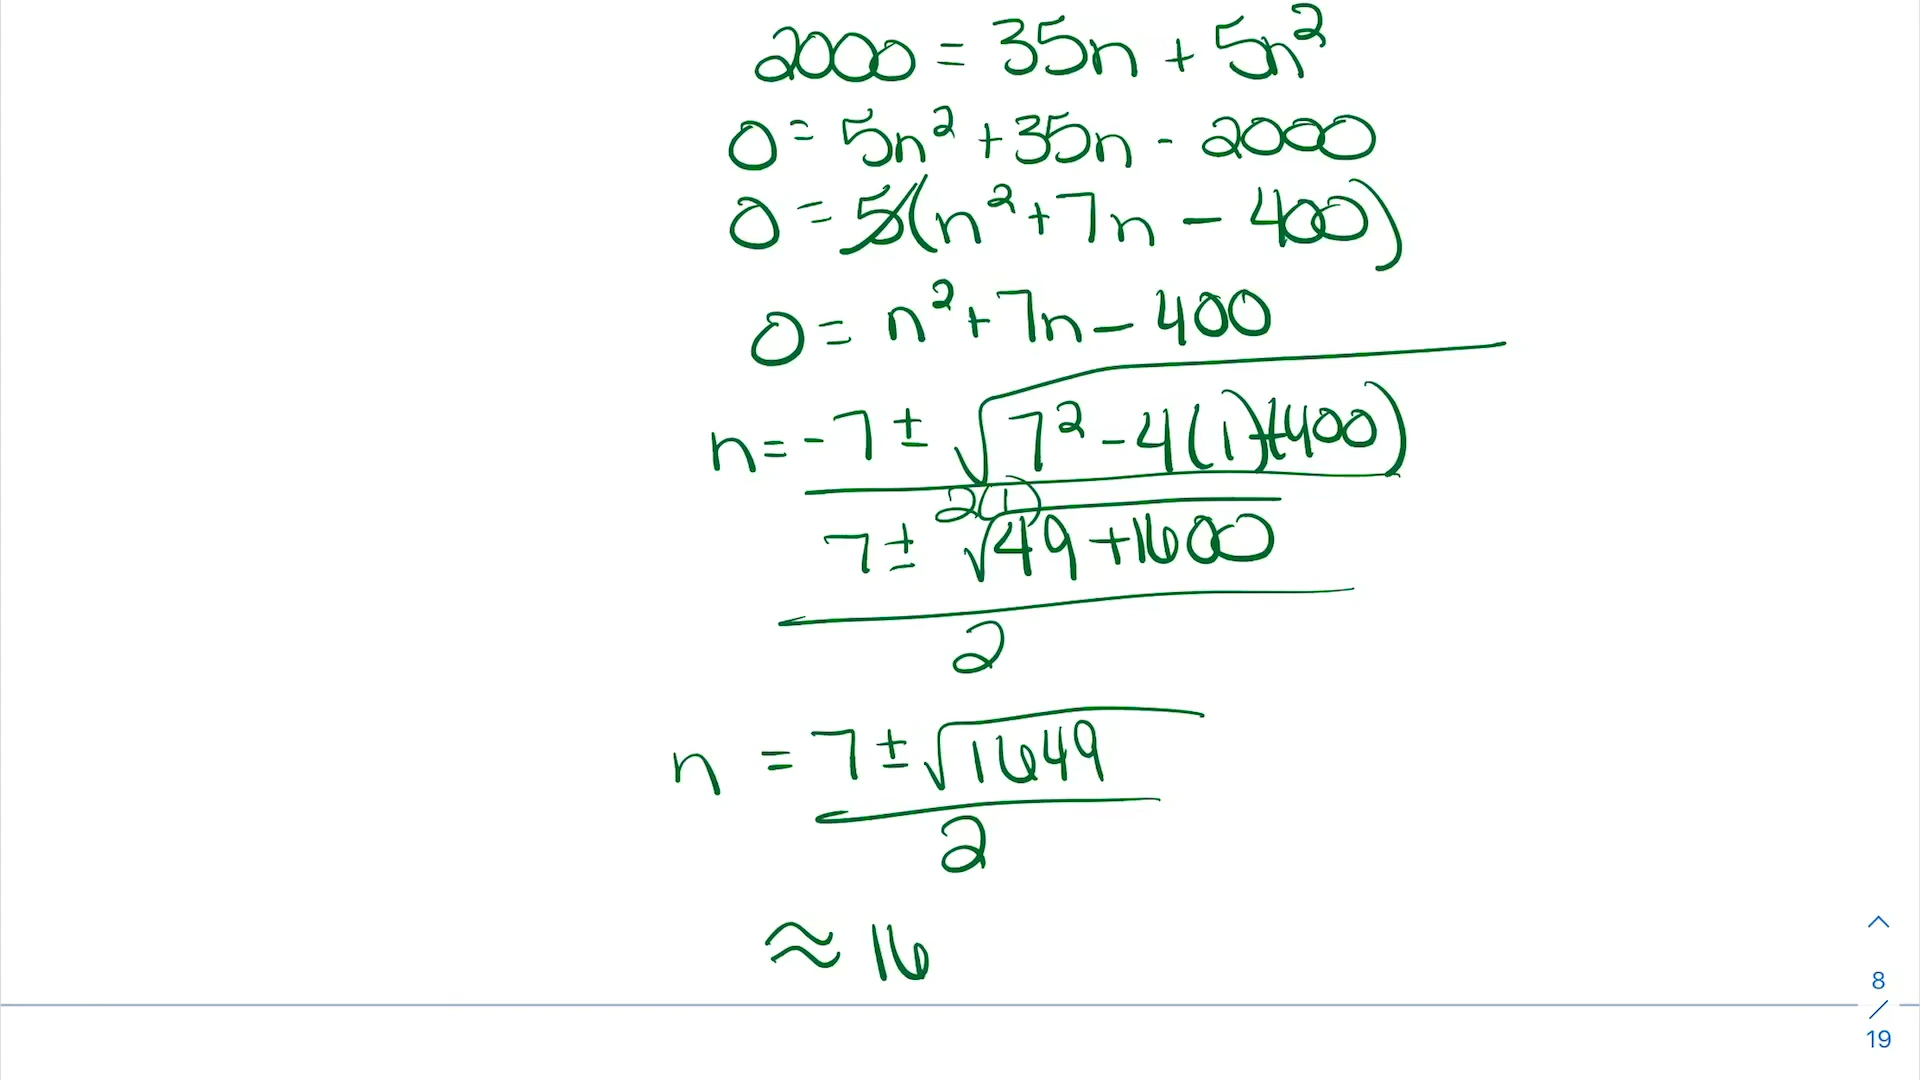 2000 = 35n + 5n²
0 = 5n² + 35n - 2000
0 = 5(n² + 7n - 400)
0 = n² + 7n - 400
n = -7 ± √7² - 4(1)(-400)
2(1)
7 ± √49 + 1600
2
n = 7 ± √1649
2
≈ 16
8
/
19